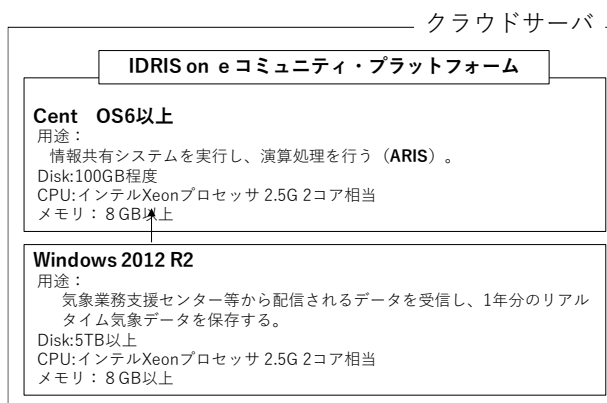 クラウドサーバ
IDRIS on e コミュニティ・プラットフォーム
Cent　OS6以上
用途：
情報共有システムを実行し、演算処理を行う（ARIS）。
Disk:100GB程度
CPU:インテルXeonプロセッサ 2.5G 2コア相当
メモリ：８GB以上
Windows 2012 R2
用途：
気象業務支援センター等から配信されるデータを受信し、1年分のリアル
タイム気象データを保存する。
Disk:5TB以上
CPU:インテルXeonプロセッサ 2.5G 2コア相当
メモリ：８GB以上